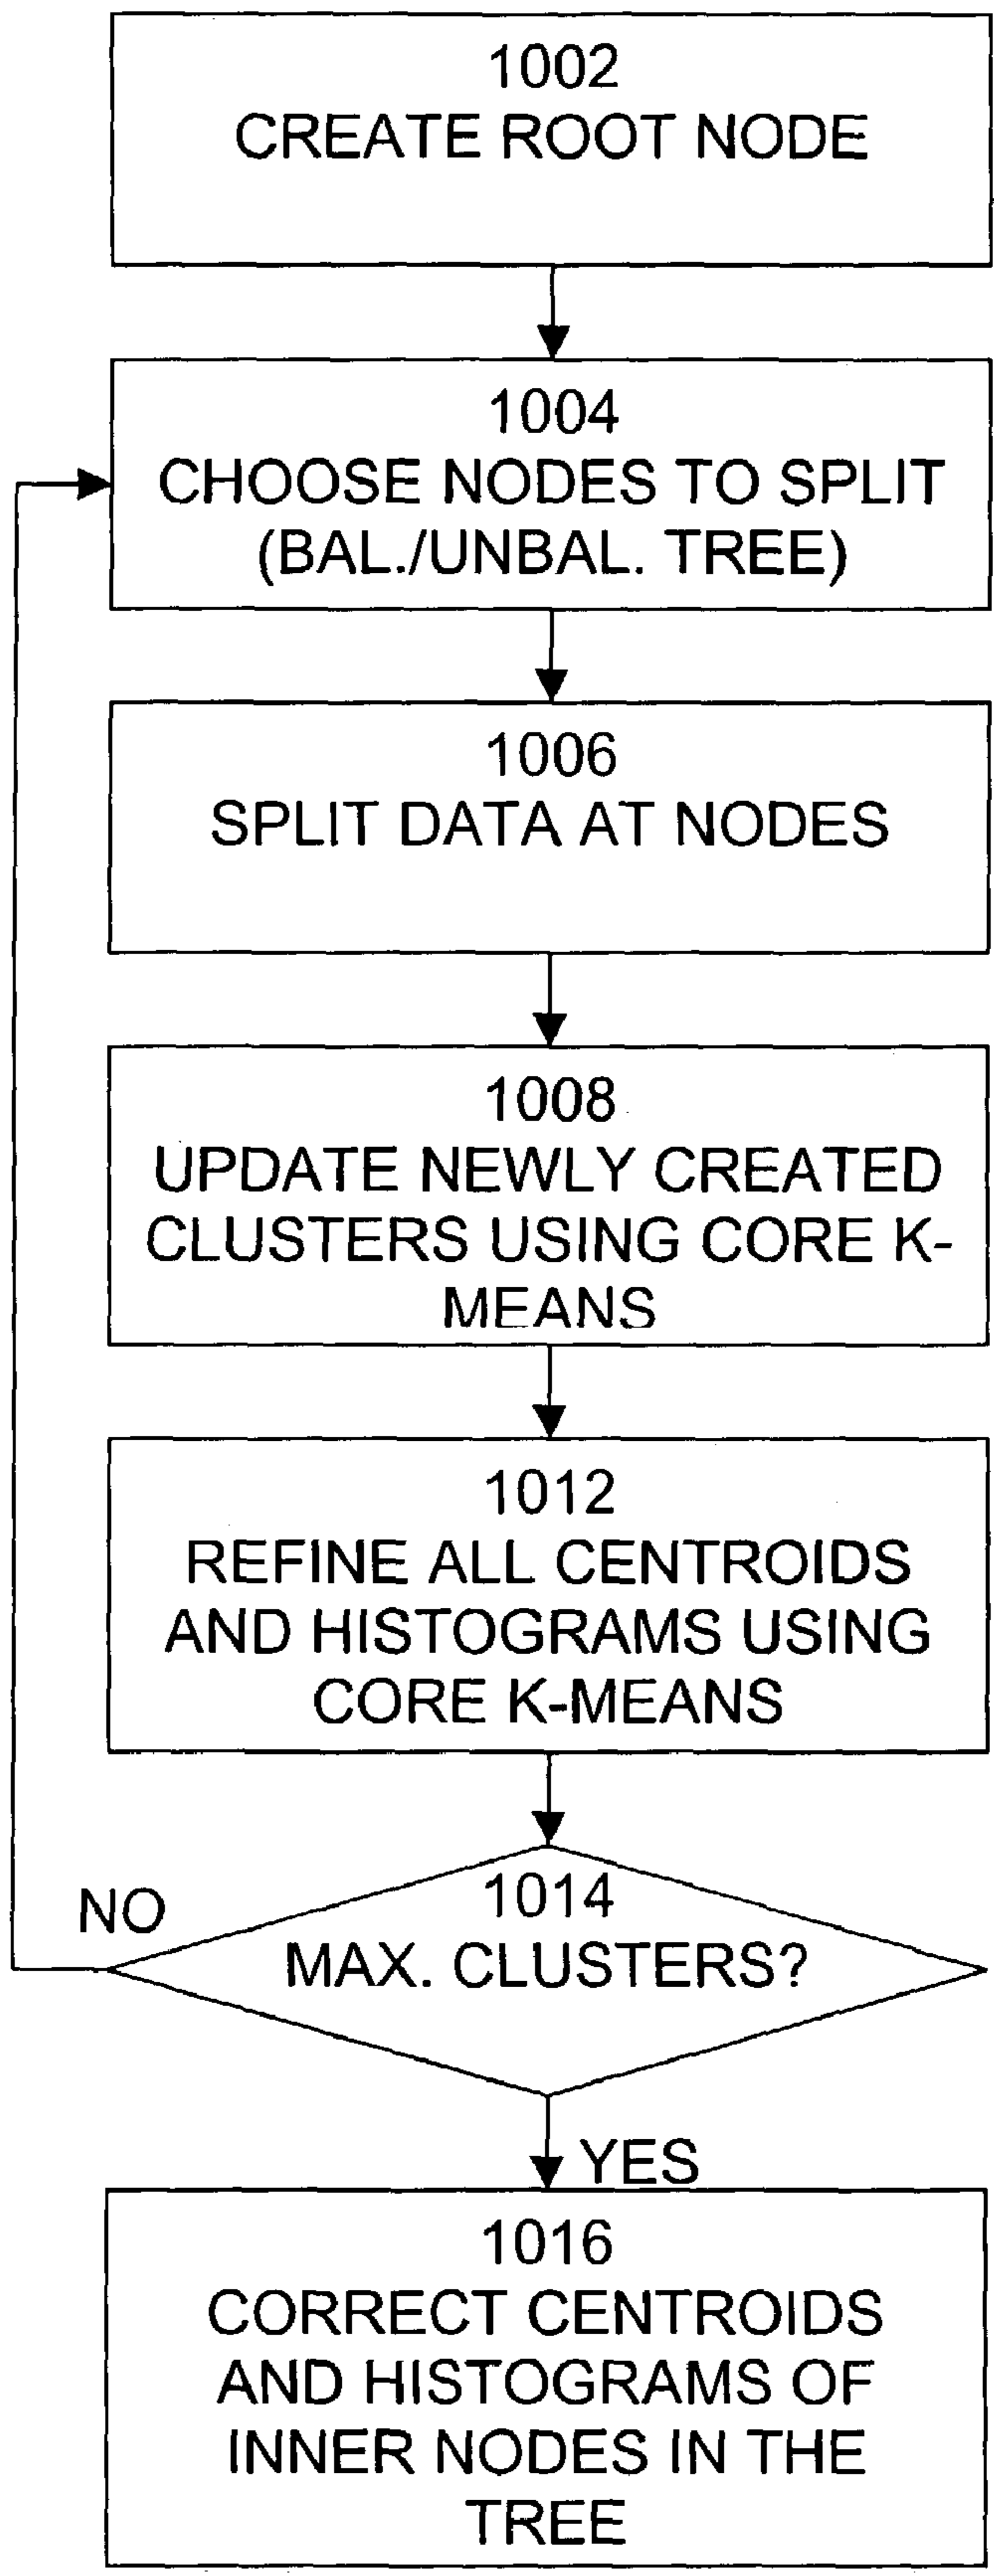 1002
CREATE ROOT NODE
1004
CHOOSE NODES TO SPLIT
(BAL./UNBAL. TREE)
1006
SPLIT DATA AT NODES
1008
UPDATE NEWLY CREATED
CLUSTERS USING CORE K-
MEANS
1012
REFINE ALL CENTROIDS
AND HISTOGRAMS USING
CORE K-MEANS
1014
MAX. CLUSTERS?
NO
YES
1016
CORRECT CENTROIDS
AND HISTOGRAMS OF
INNER NODES IN THE
TREE